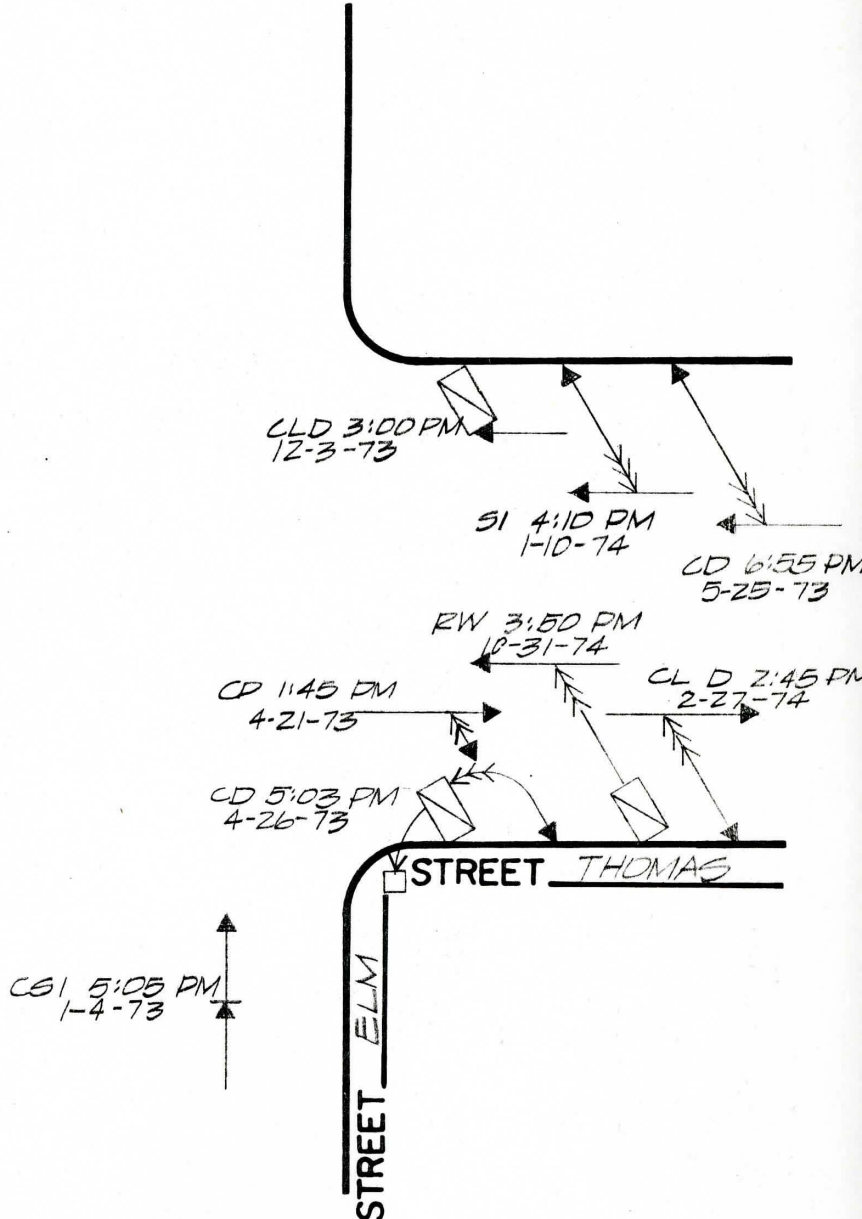 CLD 3:00 PM
12-3-73
SI 4:10 PM
1-10-74
CD 6:55 PM
5-25-73
RW 3:50 PM
10-31-74
CL D 2:45 PM
2-27-74
CP 1:45 PM
4-21-73
CD 5:03 PM
4-26-73
STREET THOMAS
CSI 5:05 PM
1-4-73
STREET ELM